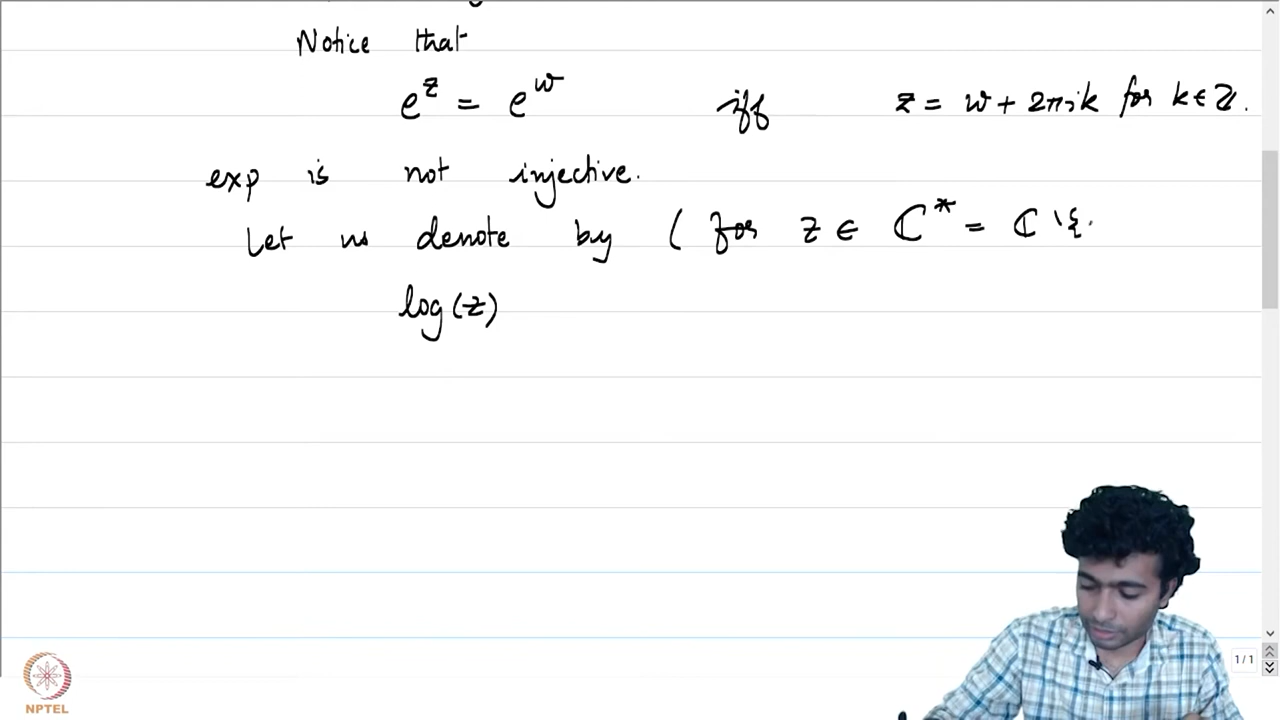 Notice that
e^z = e^w iff z = w + 2πik for k ∈ ℤ.
exp is not injective.
Let us denote by ( for z ∈ ℂ* = ℂ \ {
log(z)
1/1
NPTEL